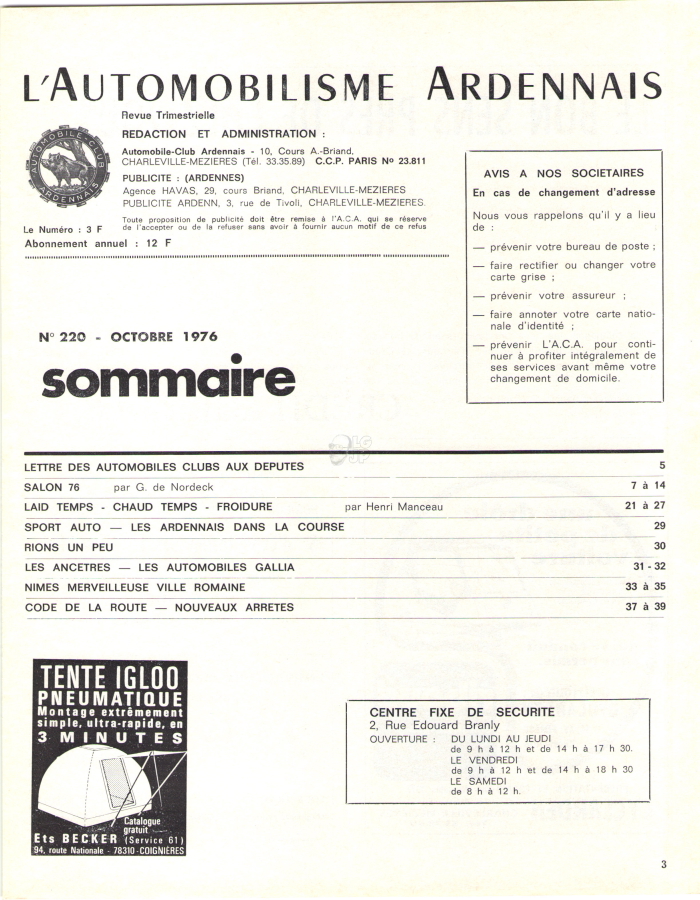 L'AUTOMOBILISME ARDENNAIS
Revue Trimestrielle
AUTOMOBILE-CLUB
ARDENNAIS
REDACTION ET ADMINISTRATION :
Automobile-Club Ardennais - 10, Cours A.-Briand,
CHARLEVILLE-MEZIERES (Tél. 33.35.89) C.C.P. PARIS No 23.811
PUBLICITE : (ARDENNES)
Agence HAVAS, 29, cours Briand, CHARLEVILLE-MEZIERES
PUBLICITE ARDENN, 3, rue de Tivoli, CHARLEVILLE-MEZIERES.
Toute proposition de publicité doit être remise à l'A.C.A. qui se réserve
de l'accepter ou de la refuser sans avoir à fournir aucun motif de ce refus
Le Numéro : 3 F
Abonnement annuel : 12 F
AVIS A NOS SOCIETAIRES
En cas de changement d'adresse
Nous vous rappelons qu'il y a lieu
de :
— prévenir votre bureau de poste ;
— faire rectifier ou changer votre
carte grise ;
— prévenir votre assureur ;
— faire annoter votre carte natio-
nale d'identité ;
— prévenir L'A.C.A. pour conti-
nuer à profiter intégralement de
ses services avant même votre
changement de domicile.
N° 220 - OCTOBRE 1976
sommaire
LETTRE DES AUTOMOBILES CLUBS AUX DEPUTES 5
SALON 76 par G. de Nordeck 7 à 14
LAID TEMPS - CHAUD TEMPS - FROIDURE par Henri Manceau 21 à 27
SPORT AUTO — LES ARDENNAIS DANS LA COURSE 29
RIONS UN PEU 30
LES ANCETRES — LES AUTOMOBILES GALLIA 31 - 32
NIMES MERVEILLEUSE VILLE ROMAINE 33 à 35
CODE DE LA ROUTE — NOUVEAUX ARRETES 37 à 39
TENTE IGLOO
PNEUMATIQUE
Montage extrêmement
simple, ultra-rapide, en
3 MINUTES
Catalogue
gratuit
Ets BECKER (Service 61)
94, route Nationale - 78310-COIGNIÈRES
CENTRE FIXE DE SECURITE
2, Rue Edouard Branly
OUVERTURE : DU LUNDI AU JEUDI
de 9 h à 12 h et de 14 h à 17 h 30.
LE VENDREDI
de 9 h à 12 h et de 14 h à 18 h 30
LE SAMEDI
de 8 h à 12 h.
3